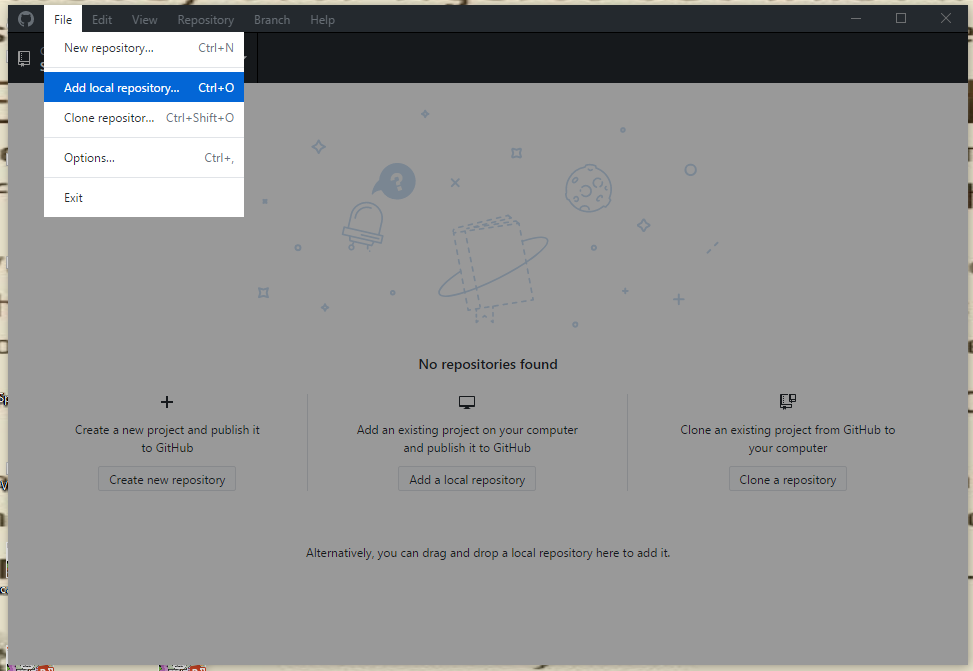 File Edit View Repository Branch Help
New repository... Ctrl+N
Add local repository... Ctrl+O
Clone repositor... Ctrl+Shift+O
Options... Ctrl+,
Exit
?
No repositories found
Create a new project and publish it
to GitHub
Create new repository
Add an existing project on your computer
and publish it to GitHub
Add a local repository
Clone an existing project from GitHub to
your computer
Clone a repository
Alternatively, you can drag and drop a local repository here to add it.